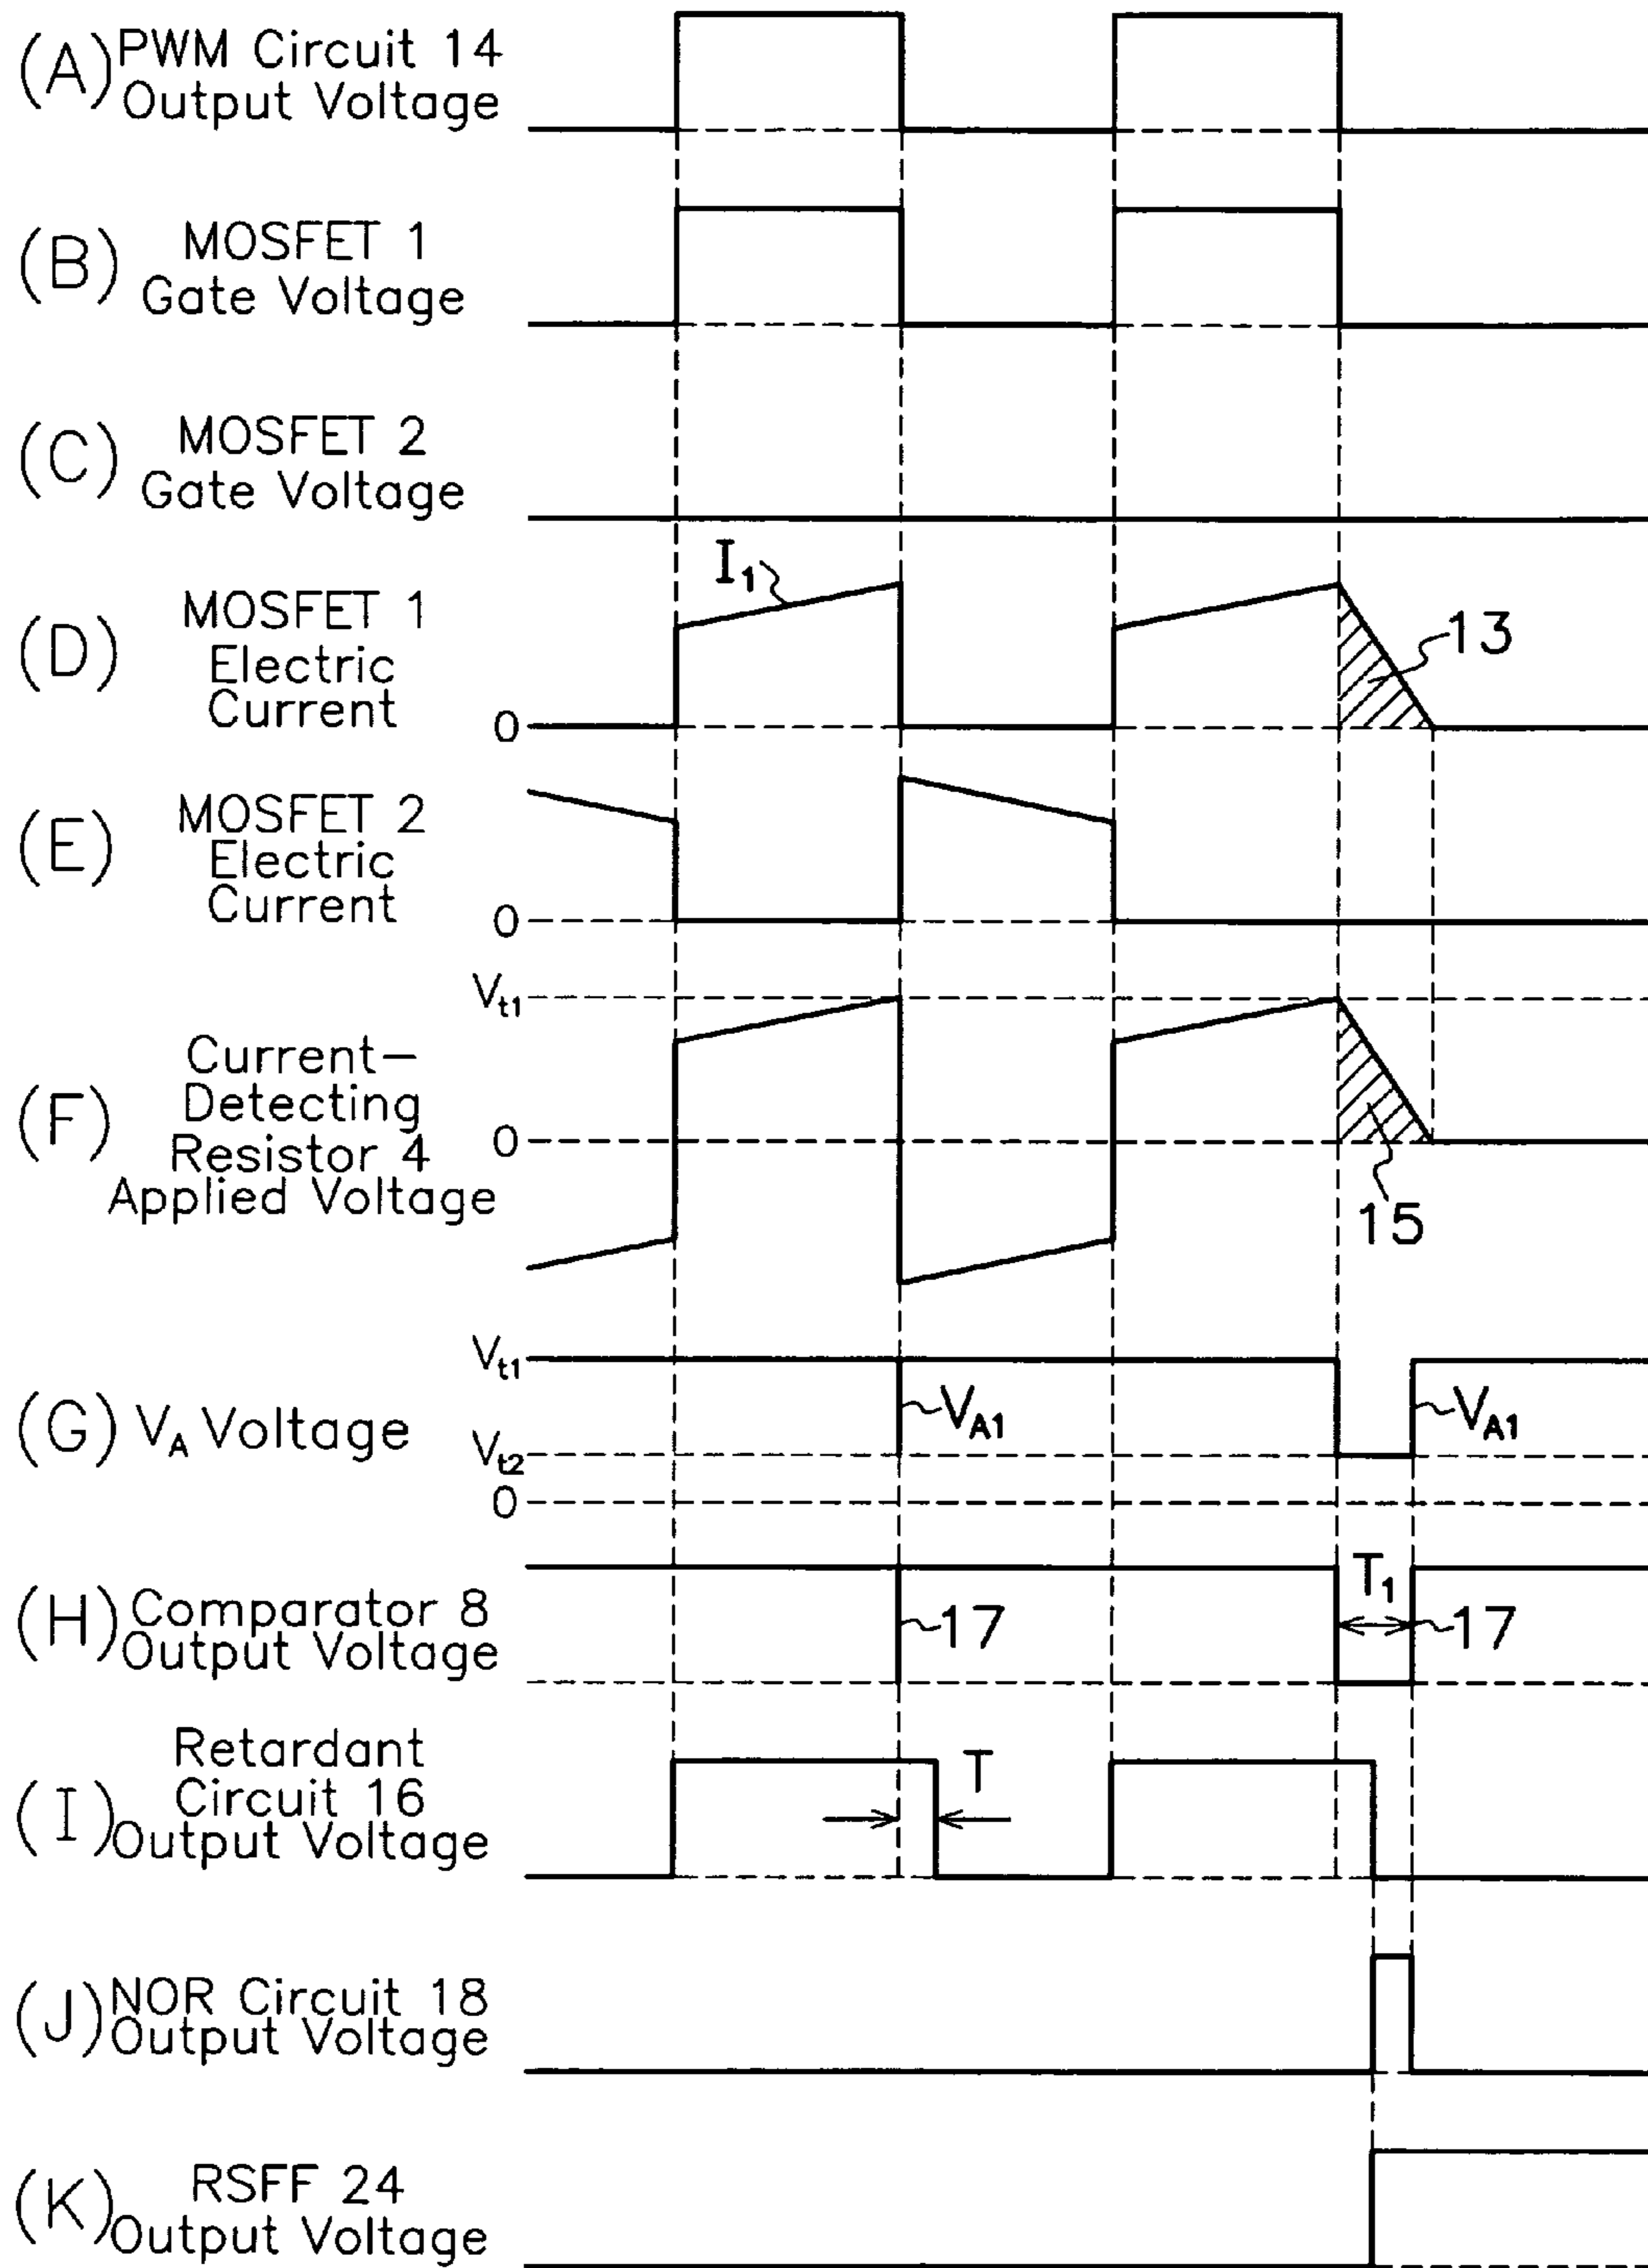 (A) PWM Circuit 14
Output Voltage
(B) MOSFET 1
Gate Voltage
(C) MOSFET 2
Gate Voltage
I₁
(D) MOSFET 1
Electric
Current
13
0
(E) MOSFET 2
Electric
Current
0
Vt1
(F) Current-
Detecting
Resistor 4
Applied Voltage
0
15
Vt1
(G) VA Voltage
VA1
VA1
Vt2
0
(H) Comparator 8
Output Voltage
17
T₁
17
(I) Retardant
Circuit 16
Output Voltage
T
(J) NOR Circuit 18
Output Voltage
(K) RSFF 24
Output Voltage